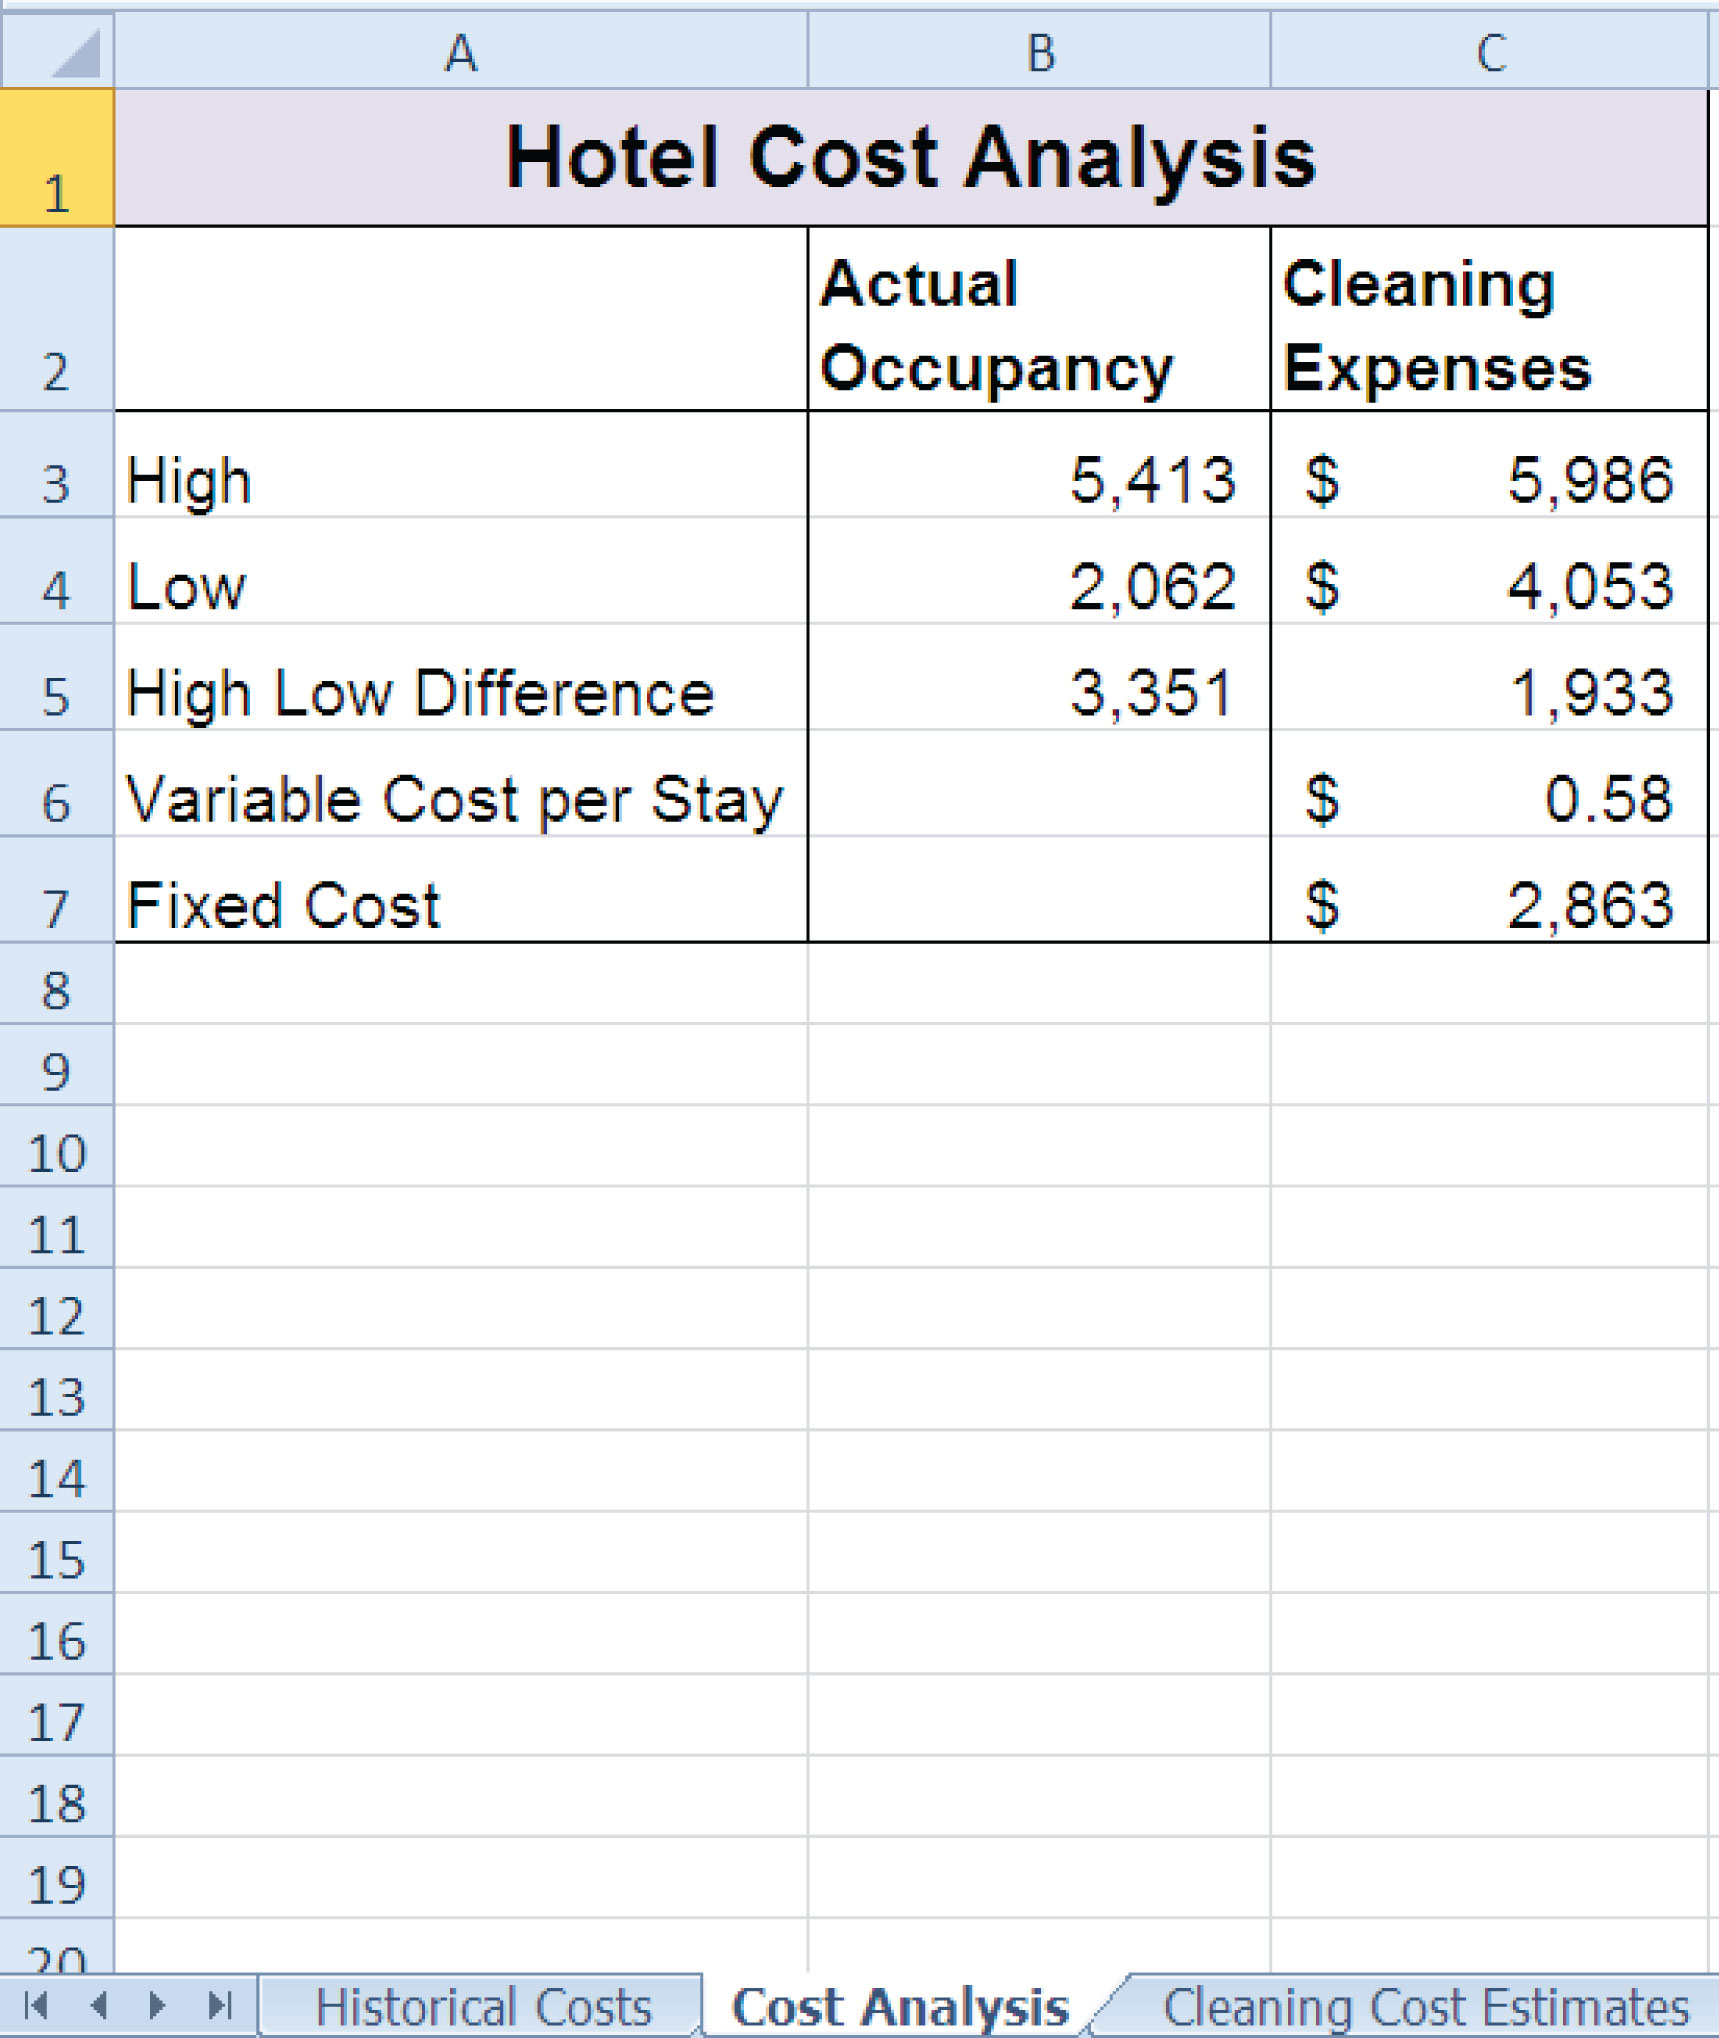 A B C
1 Hotel Cost Analysis
Actual Cleaning
2 Occupancy Expenses
3 High 5,413 $ 5,986
4 Low 2,062 $ 4,053
5 High Low Difference 3,351 1,933
6 Variable Cost per Stay $ 0.58
7 Fixed Cost $ 2,863
8
9
10
11
12
13
14
15
16
17
18
19
20
Historical Costs Cost Analysis Cleaning Cost Estimates